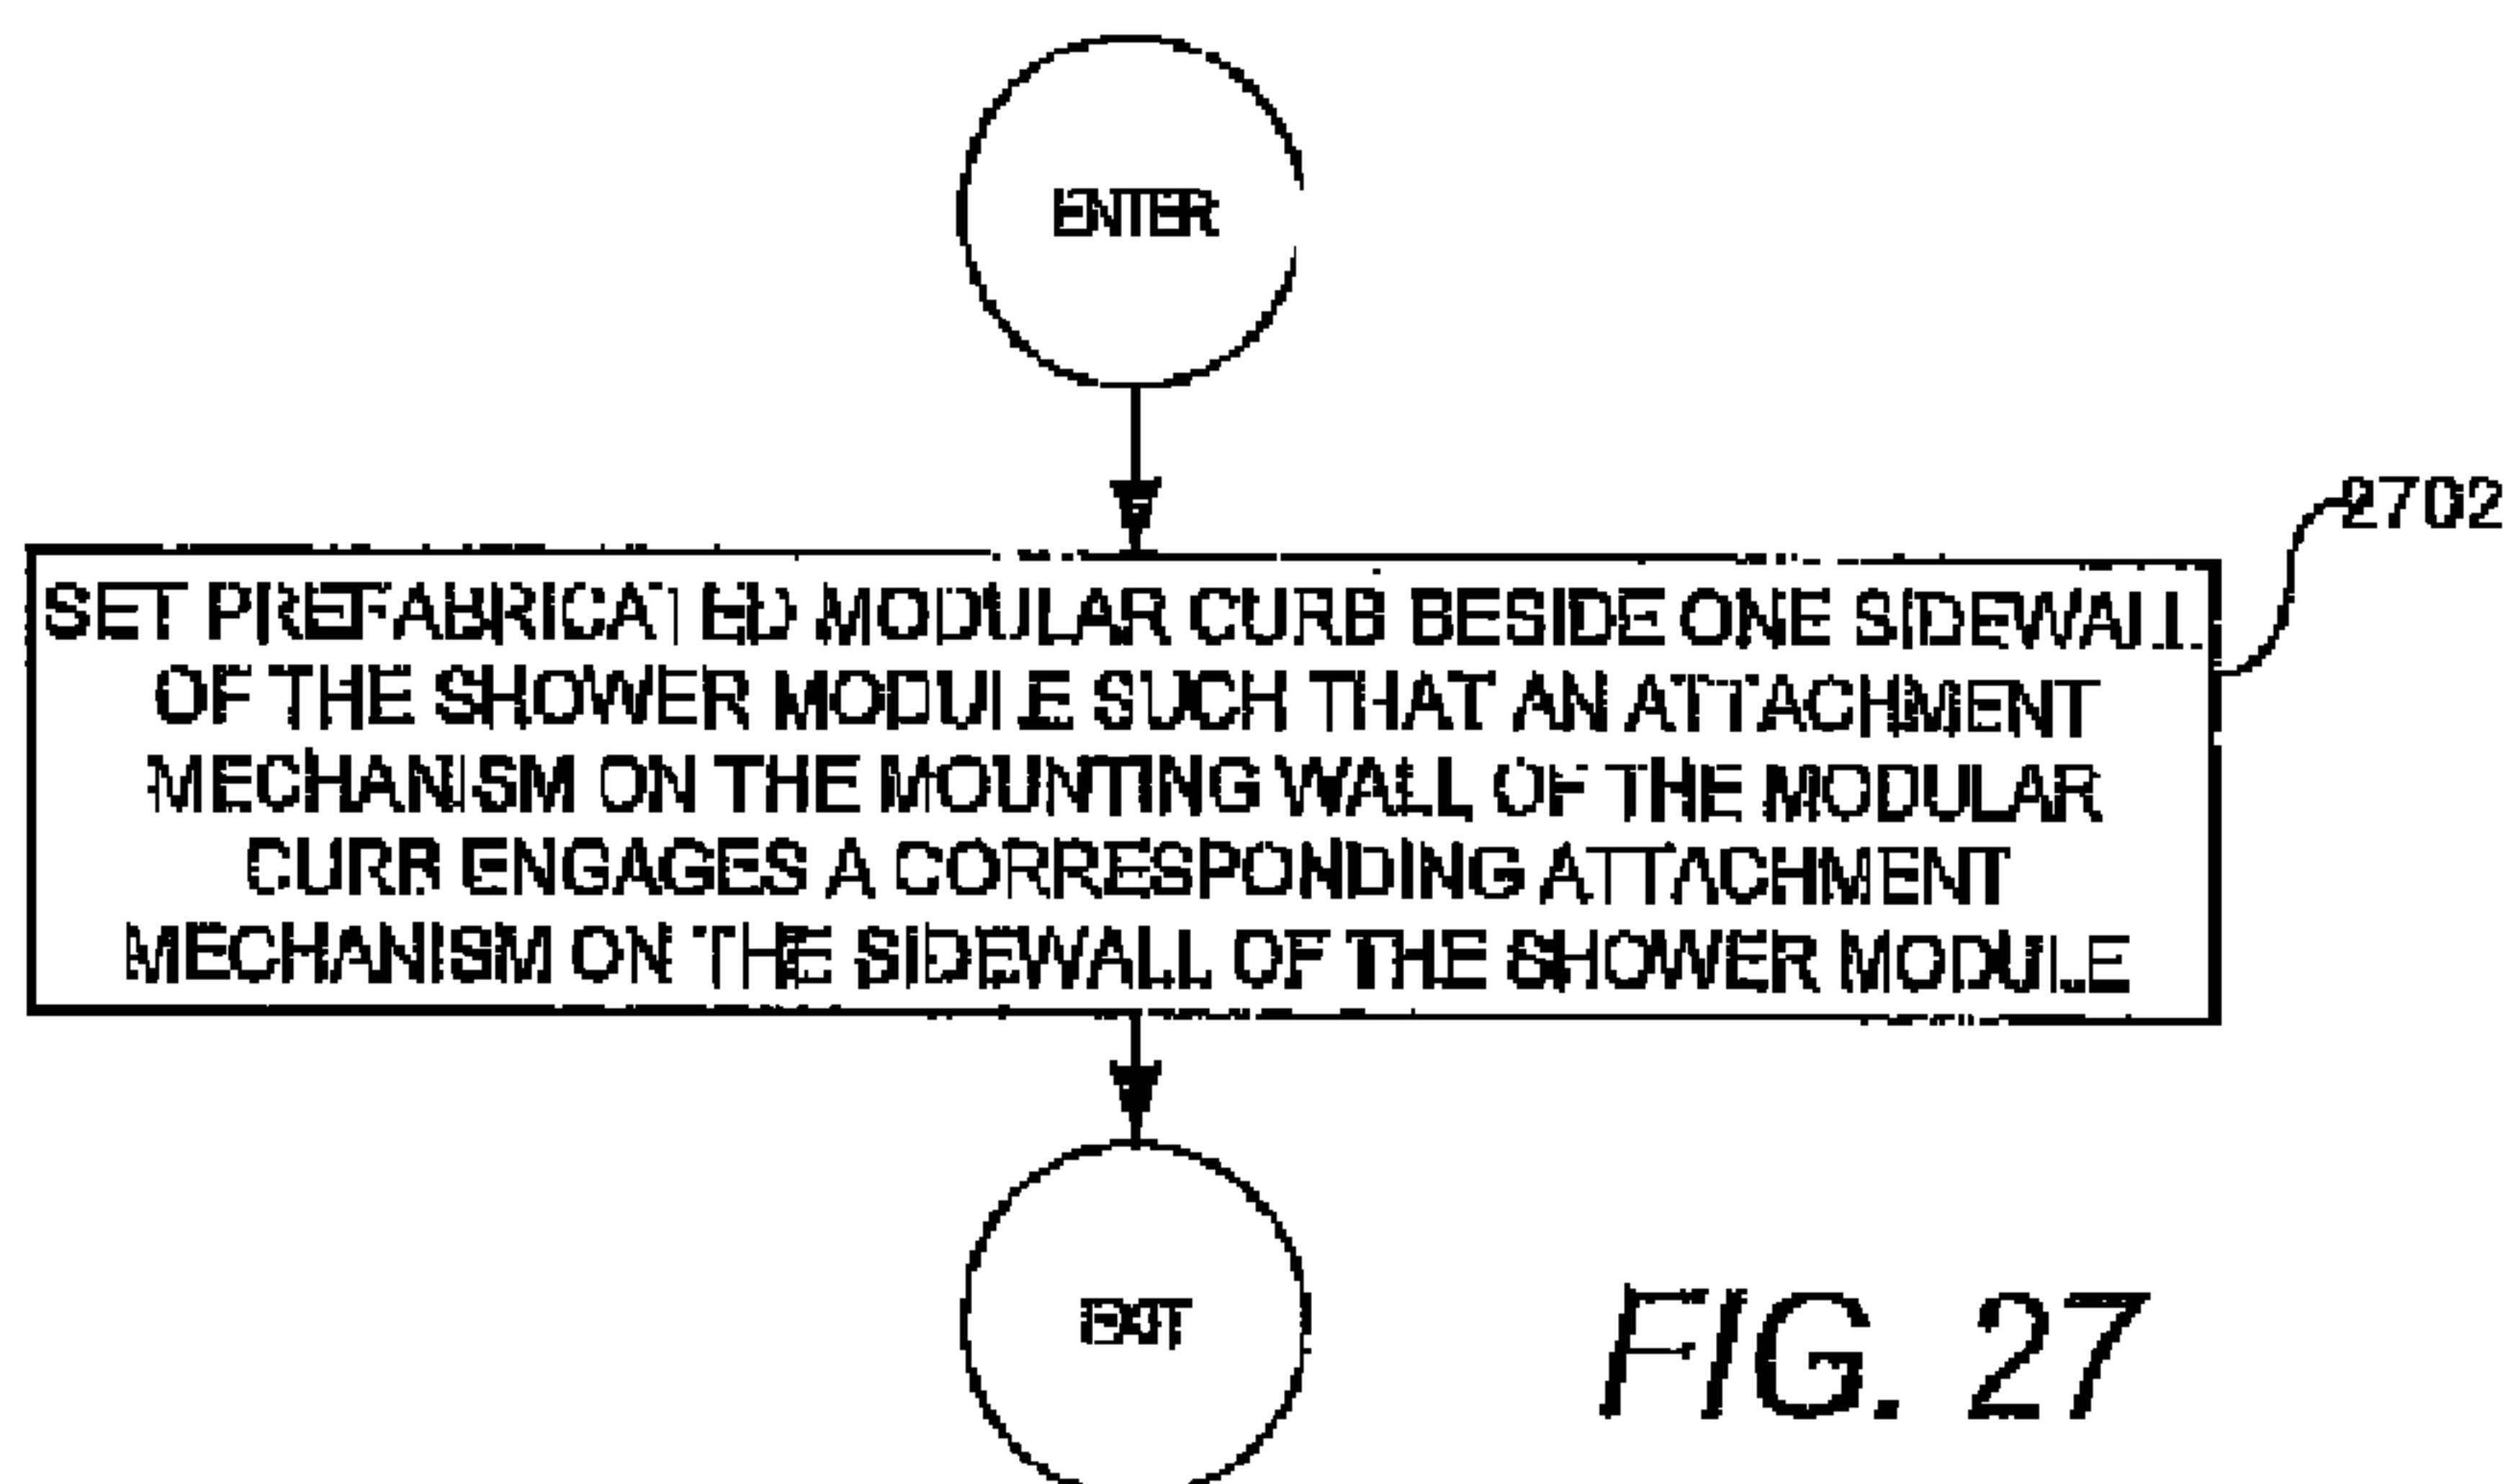 ENTER
2702
SET PREFABRICATED MODULAR CURB BESIDE ONE SIDEWALL
OF THE SHOWER MODULE SUCH THAT AN ATTACHMENT
MECHANISM ON THE MOUNTING WALL OF THE MODULAR
CURB ENGAGES A CORRESPONDING ATTACHMENT
MECHANISM ON THE SIDEWALL OF THE SHOWER MODULE
EXIT
FIG. 27